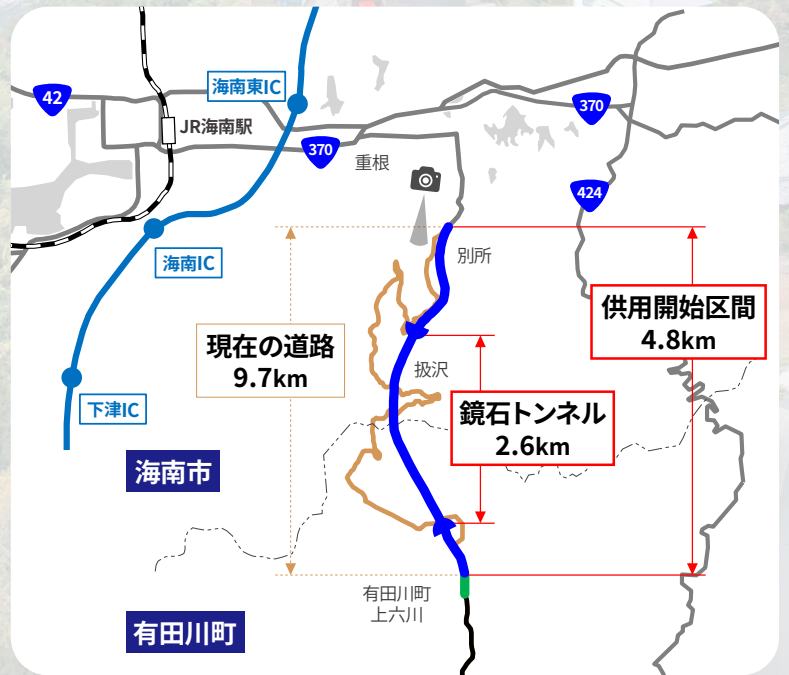 42
海南東IC
JR海南駅
370
重根
370
424
海南IC
別所
供用開始区間
4.8km
現在の道路
9.7km
扱沢
下津IC
鏡石トンネル
2.6km
海南市
有田川町
上六川
有田川町